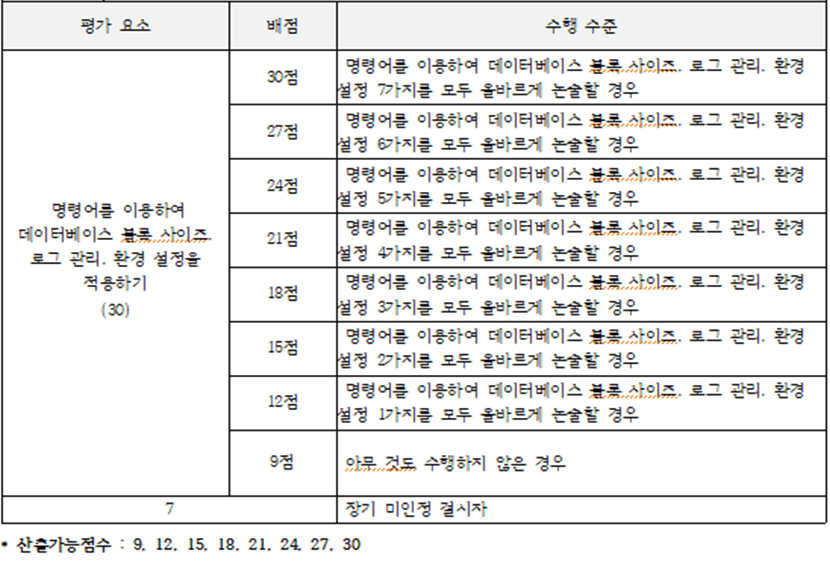 평가 요소 배점 수행 수준
30점 명령어를 이용하여 데이터베이스 블록 사이즈. 로그 관리. 환경
설정 7가지를 모두 올바르게 논술할 경우
27점 명령어를 이용하여 데이터베이스 블록 사이즈. 로그 관리. 환경
설정 6가지를 모두 올바르게 논술할 경우
24점 명령어를 이용하여 데이터베이스 블록 사이즈. 로그 관리. 환경
설정 5가지를 모두 올바르게 논술할 경우
명령어를 이용하여
데이터베이스 블록 사이즈.
로그 관리. 환경 설정을
적용하기
(30)
21점 명령어를 이용하여 데이터베이스 블록 사이즈. 로그 관리. 환경
설정 4가지를 모두 올바르게 논술할 경우
18점 명령어를 이용하여 데이터베이스 블록 사이즈. 로그 관리. 환경
설정 3가지를 모두 올바르게 논술할 경우
15점 명령어를 이용하여 데이터베이스 블록 사이즈. 로그 관리. 환경
설정 2가지를 모두 올바르게 논술할 경우
12점 명령어를 이용하여 데이터베이스 블록 사이즈. 로그 관리. 환경
설정 1가지를 모두 올바르게 논술할 경우
9점 아무 것도 수행하지 않은 경우
7 장기 미인정 결시자
* 산출가능점수 : 9, 12, 15, 18, 21, 24, 27, 30